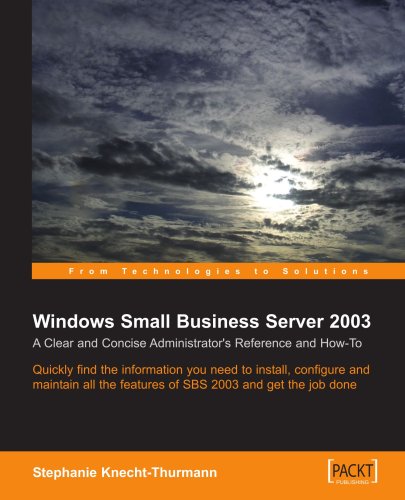 From Technologies to Solutions
Windows Small Business Server 2003
A Clear and Concise Administrator's Reference and How-To
Quickly find the information you need to install, configure and
maintain all the features of SBS 2003 and get the job done
Stephanie Knecht-Thurmann
PACKT
PUBLISHING